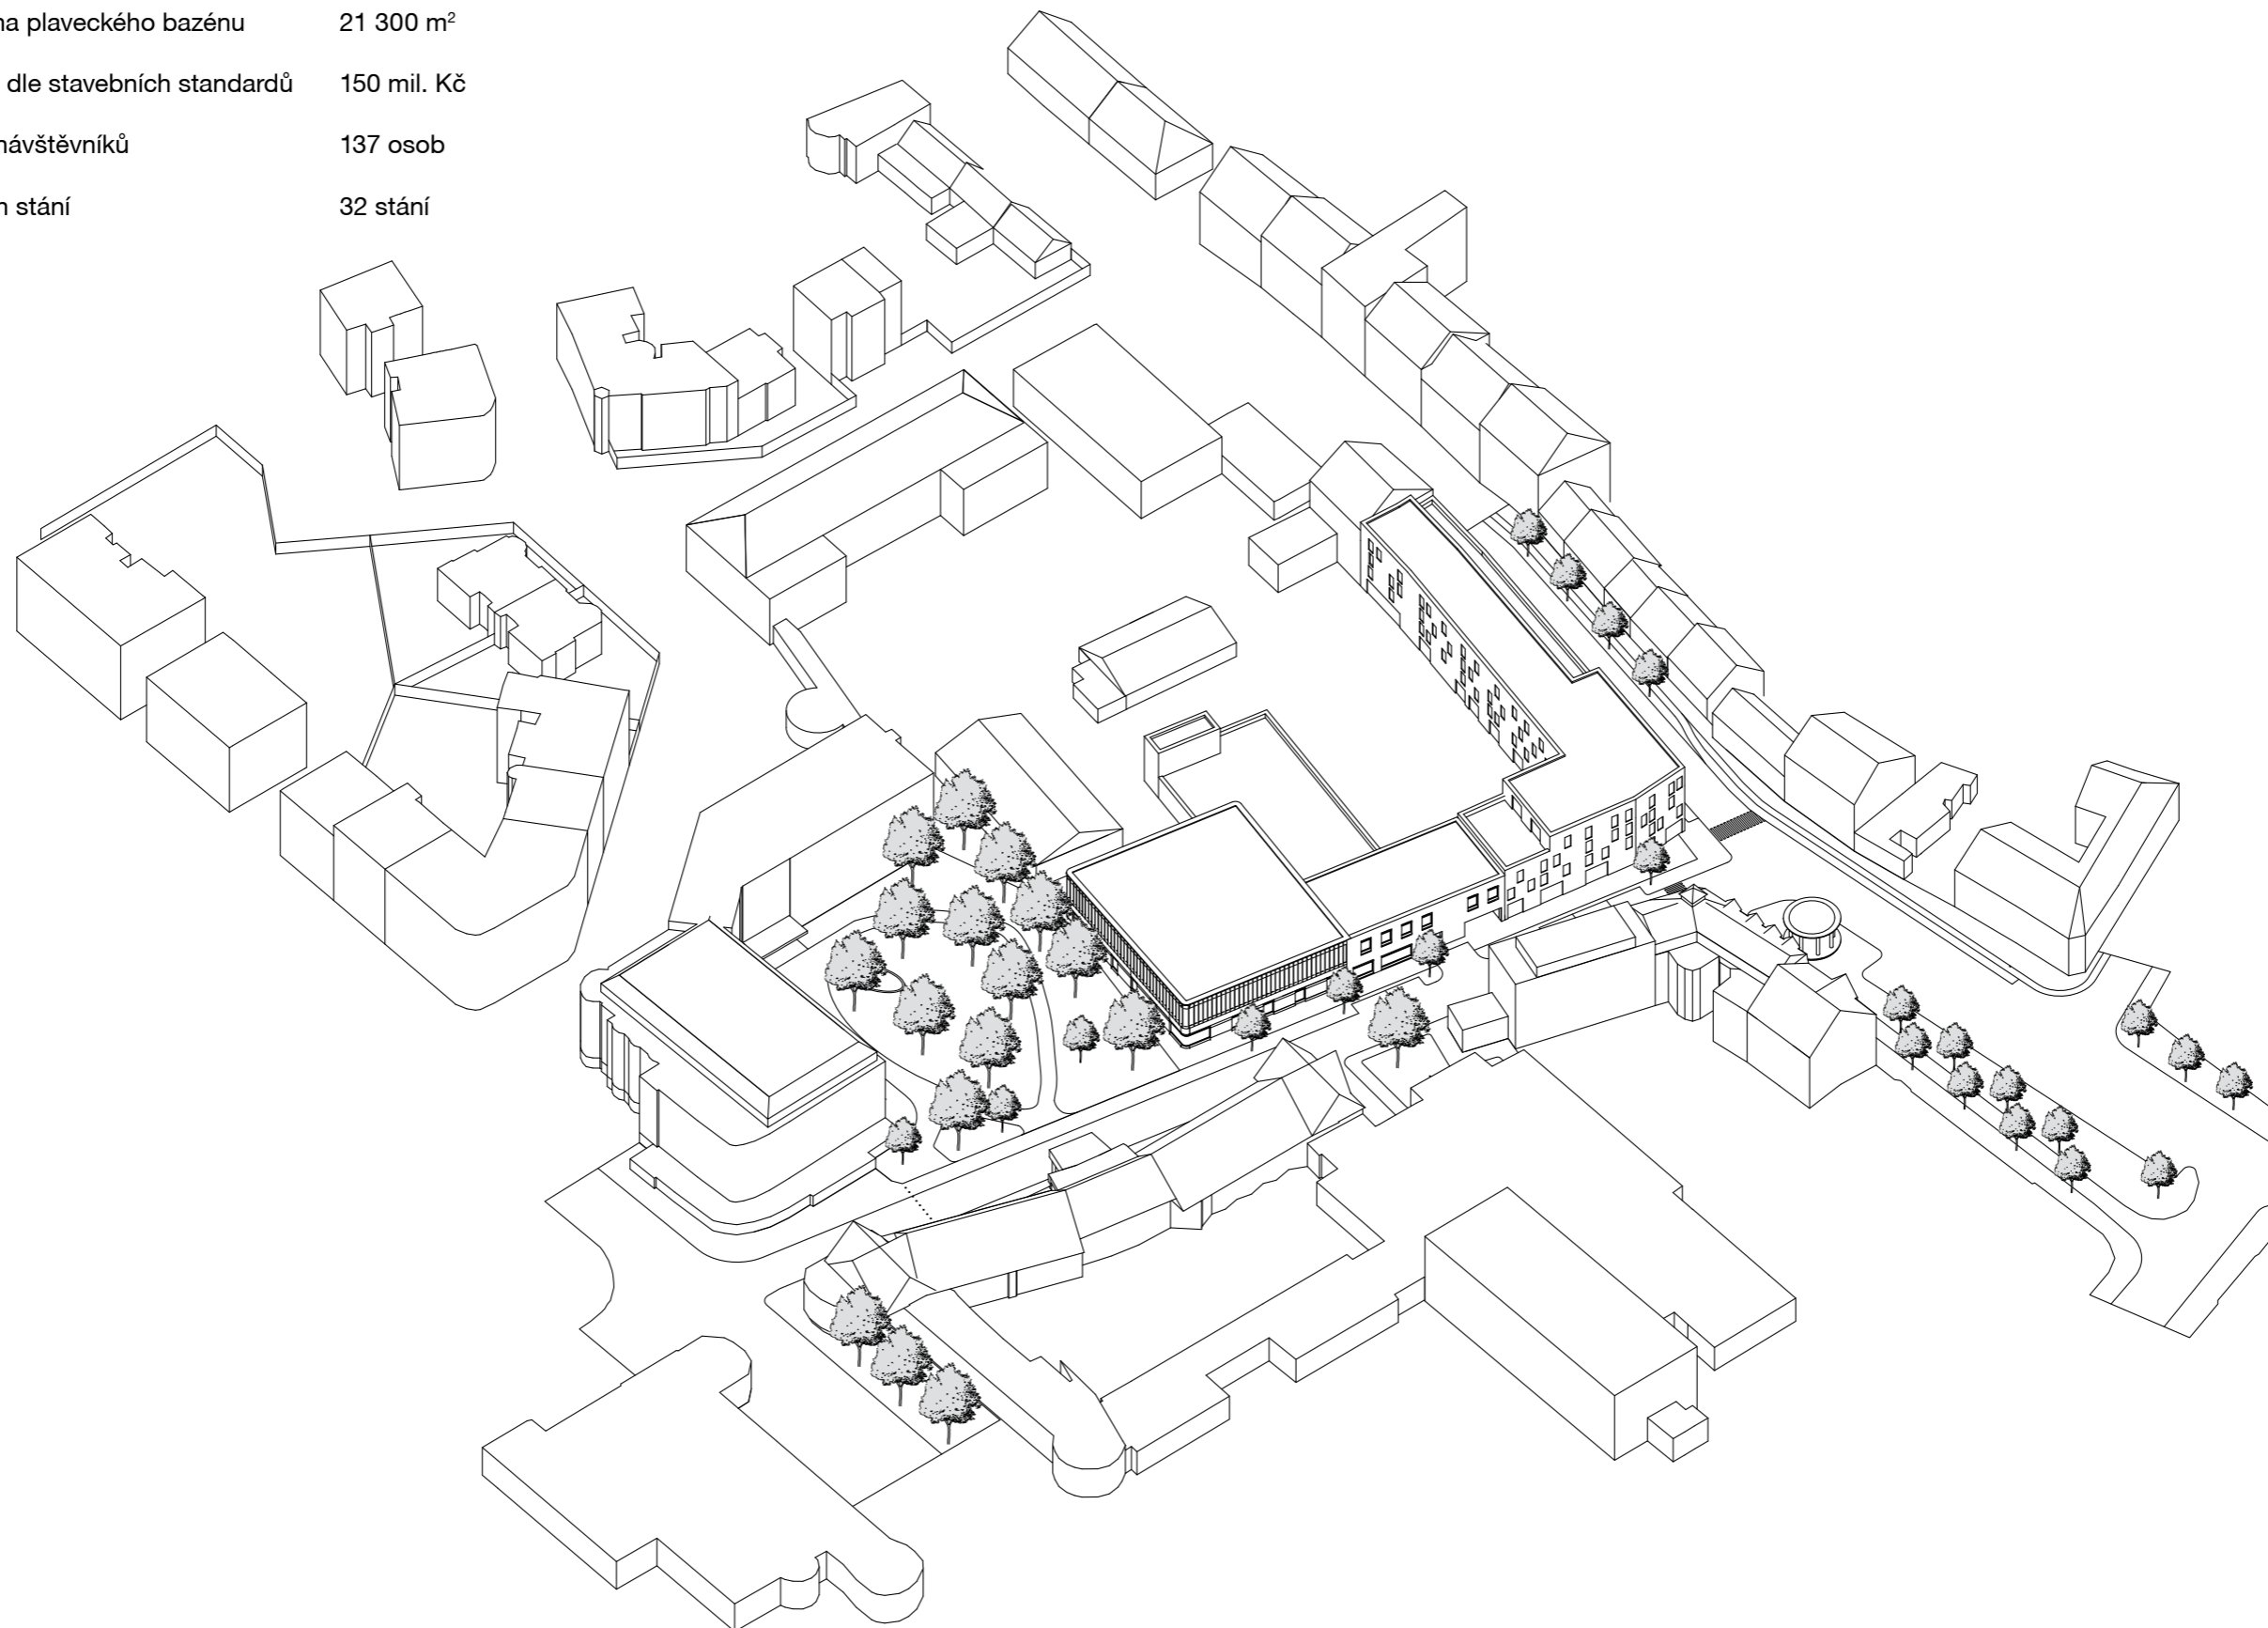 na plaveckého bazénu 21 300 m²
dle stavebních standardů 150 mil. Kč
návštěvníků 137 osob
h stání 32 stání